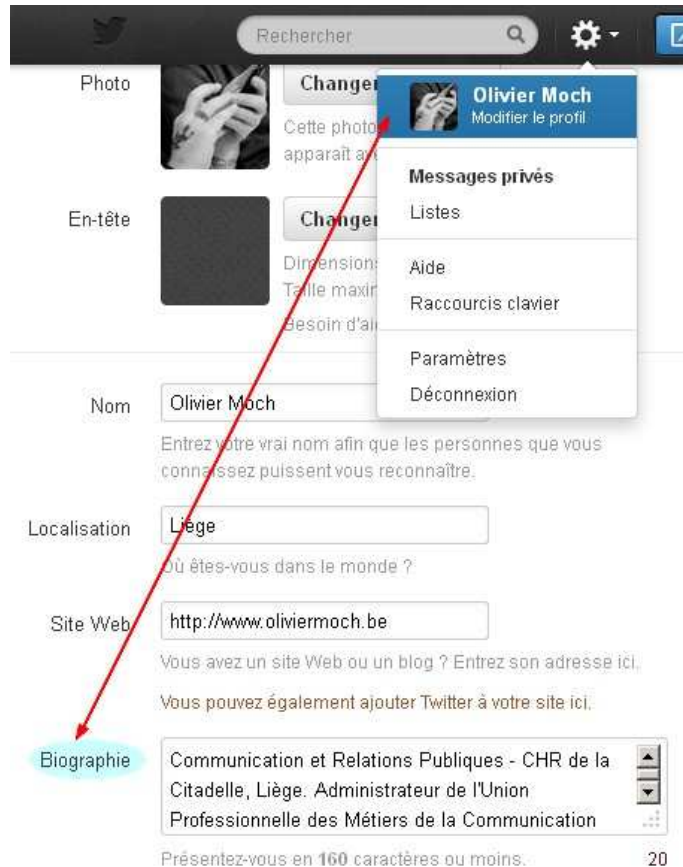 Rechercher
Photo
Changer
Olivier Moch
Modifier le profil
Cette photo
apparaît
Messages privés
Listes
En-tête
Changer
Aide
Dimensions
Raccourcis clavier
Taille
Besoin
Paramètres
Déconnexion
Nom
Olivier Moch
Entrez votre vrai nom afin que les personnes que vous
connaissez puissent vous reconnaître.
Localisation
Liège
Où êtes-vous dans le monde ?
Site Web
http://www.oliviermoch.be
Vous avez un site Web ou un blog ? Entrez son adresse ici.
Vous pouvez également ajouter Twitter à votre site ici.
Biographie
Communication et Relations Publiques - CHR de la
Citadelle, Liège. Administrateur de l'Union
Professionnelle des Métiers de la Communication
Présentez-vous en 160 caractères ou moins.
20